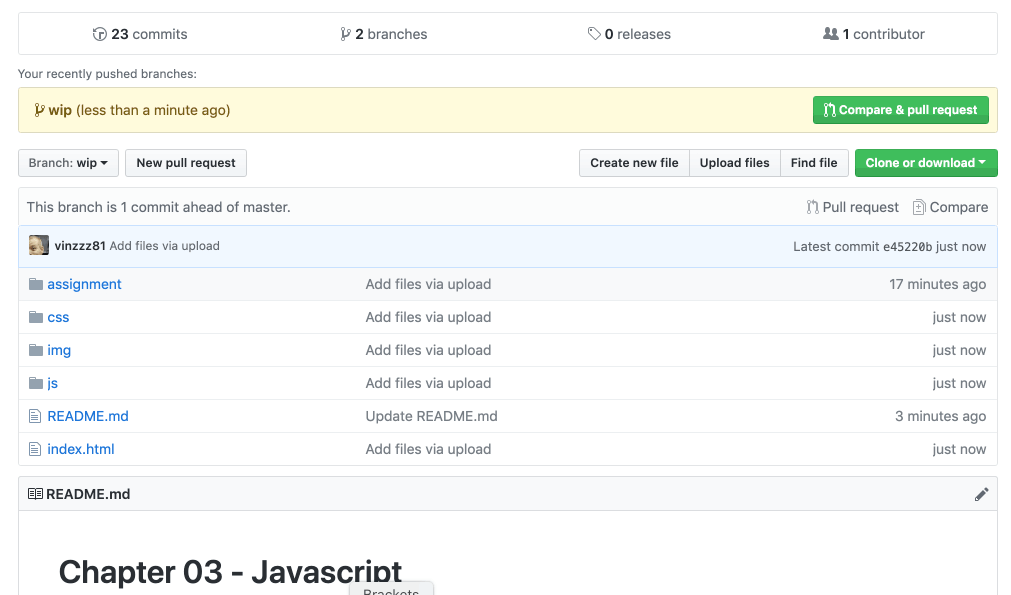 23 commits 2 branches 0 releases 1 contributor
Your recently pushed branches:
wip (less than a minute ago) Compare & pull request
Branch: wip New pull request Create new file Upload files Find file Clone or download
This branch is 1 commit ahead of master. Pull request Compare
vinzzz81 Add files via upload Latest commit e45220b just now
assignment Add files via upload 17 minutes ago
css Add files via upload just now
img Add files via upload just now
js Add files via upload just now
README.md Update README.md 3 minutes ago
index.html Add files via upload just now
README.md
Chapter 03 - Javascript
Brackets